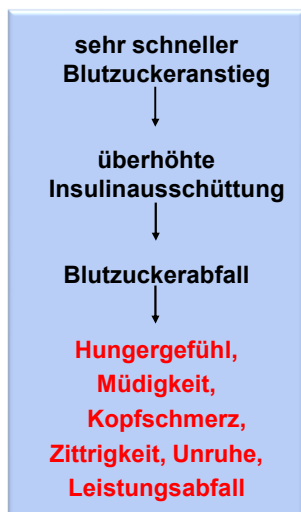 sehr schneller
Blutzuckeranstieg
überhöhte
Insulinausschüttung
Blutzuckerabfall
Hungergefühl,
Müdigkeit,
Kopfschmerz,
Zittrigkeit, Unruhe,
Leistungsabfall